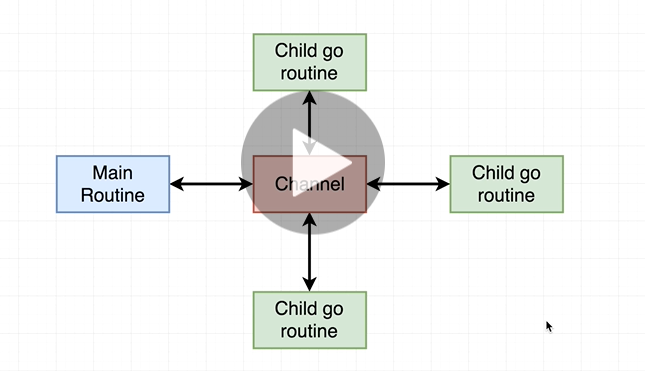 Child go
routine
Main
Routine
Channel
Child go
routine
Child go
routine